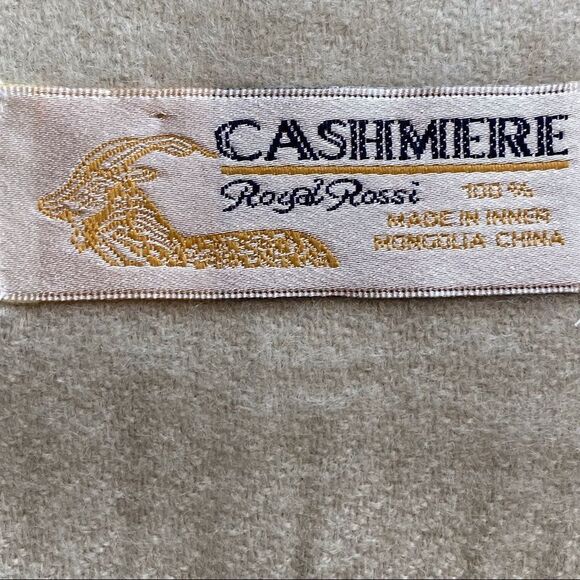 CASHMERE
Royal Rossi 100%
MADE IN INNER
MONGOLIA CHINA